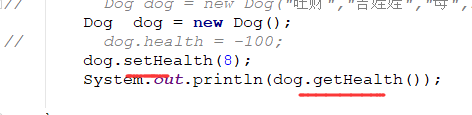 //        Dog dog = new Dog("旺财","吉娃娃","母",
Dog  dog = new Dog();
//        dog.health = -100;
dog.setHealth(8);
System.out.println(dog.getHealth());